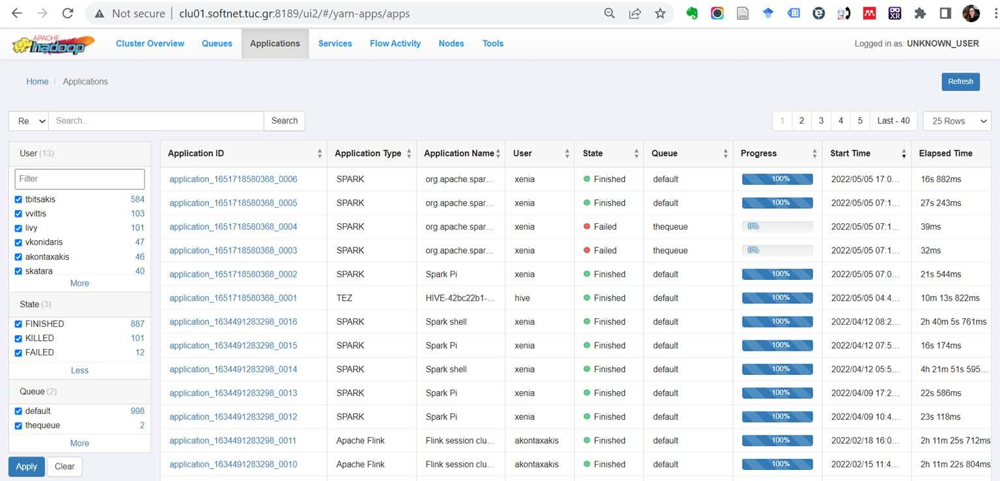 Not secure | clu01.softnet.tuc.gr:8189/ui2/#/yarn-apps/apps
APACHE
hadoop
Cluster Overview Queues Applications Services Flow Activity Nodes Tools Logged in as: UNKNOWN_USER
Home / Applications Refresh
Re Search... Search 1 2 3 4 5 Last - 40 25 Rows
User (13)
Filter
tbitsakis 584
vvittis 103
livy 101
vkonidaris 47
akontaxakis 46
skatara 40
More
State (3)
FINISHED 887
KILLED 101
FAILED 12
Less
Queue (2)
default 998
thequeue 2
More
Apply Clear
Application ID Application Type Application Name User State Queue Progress Start Time Elapsed Time
application_1651718580368_0006 SPARK org.apache.spar... xenia Finished default 100% 2022/05/05 17:0... 16s 882ms
application_1651718580368_0005 SPARK org.apache.spar... xenia Finished default 100% 2022/05/05 07:1... 27s 243ms
application_1651718580368_0004 SPARK org.apache.spar... xenia Failed thequeue 0% 2022/05/05 07:1... 39ms
application_1651718580368_0003 SPARK org.apache.spar... xenia Failed thequeue 0% 2022/05/05 07:1... 32ms
application_1651718580368_0002 SPARK Spark Pi xenia Finished default 100% 2022/05/05 07:0... 21s 544ms
application_1651718580368_0001 TEZ HIVE-42bc22b1-... hive Finished default 100% 2022/05/05 04:4... 10m 13s 822ms
application_1634491283298_0016 SPARK Spark shell xenia Finished default 100% 2022/04/12 08:2... 2h 40m 5s 761ms
application_1634491283298_0015 SPARK Spark Pi xenia Finished default 100% 2022/04/12 07:5... 16s 174ms
application_1634491283298_0014 SPARK Spark shell xenia Finished default 100% 2022/04/12 05:5... 4h 21m 51s 595...
application_1634491283298_0013 SPARK Spark Pi xenia Finished default 100% 2022/04/09 17:2... 22s 586ms
application_1634491283298_0012 SPARK Spark Pi xenia Finished default 100% 2022/04/09 10:4... 23s 118ms
application_1634491283298_0011 Apache Flink Flink session clu... akontaxakis Finished default 100% 2022/02/18 16:0... 2h 11m 25s 712ms
application_1634491283298_0010 Apache Flink Flink session clu... akontaxakis Finished default 100% 2022/02/15 11:4... 2h 11m 22s 804ms